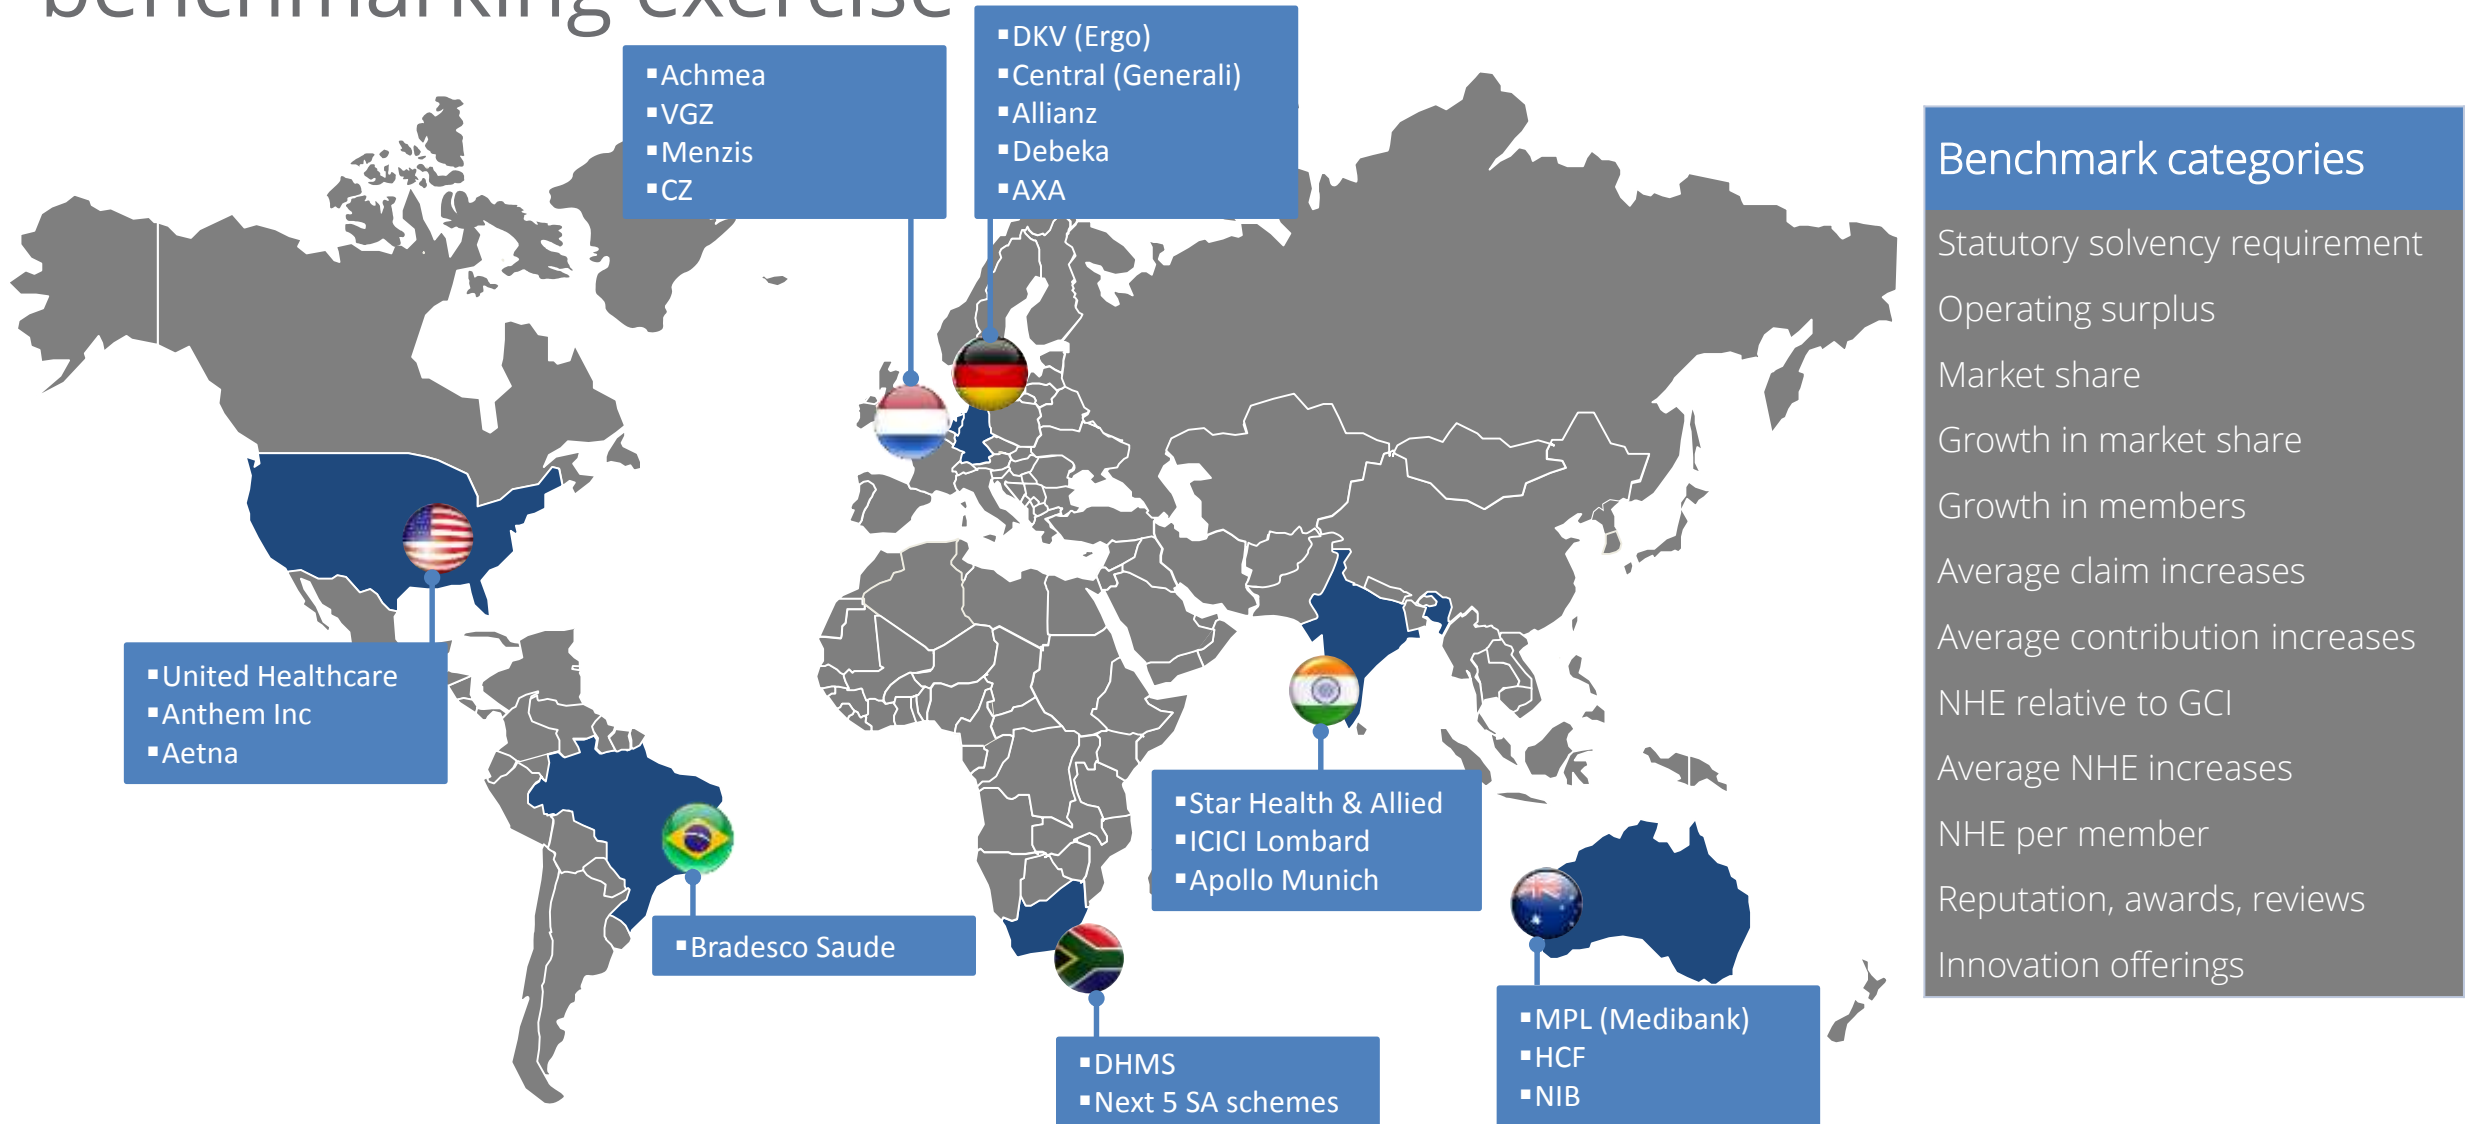 benchmarking exercise
▪Achmea
▪VGZ
▪Menzis
▪CZ
▪DKV (Ergo)
▪Central (Generali)
▪Allianz
▪Debeka
▪AXA
▪United Healthcare
▪Anthem Inc
▪Aetna
▪Bradesco Saude
▪DHMS
▪Next 5 SA schemes
▪Star Health & Allied
▪ICICI Lombard
▪Apollo Munich
▪MPL (Medibank)
▪HCF
▪NIB
Benchmark categories
Statutory solvency requirement
Operating surplus
Market share
Growth in market share
Growth in members
Average claim increases
Average contribution increases
NHE relative to GCI
Average NHE increases
NHE per member
Reputation, awards, reviews
Innovation offerings